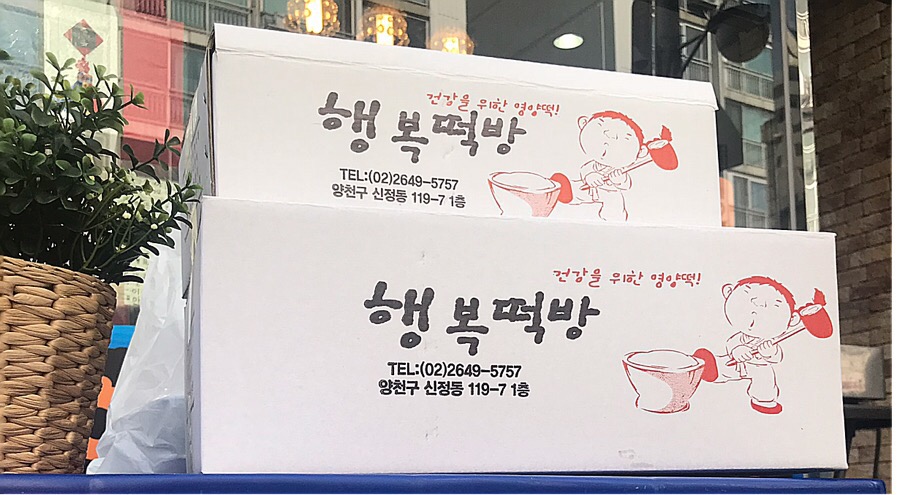 건강을 위한 영양떡!
행복떡방
TEL:(02)2649-5757
양천구 신정동 119-7 1층
건강을 위한 영양떡!
행복떡방
TEL:(02)2649-5757
양천구 신정동 119-7 1층